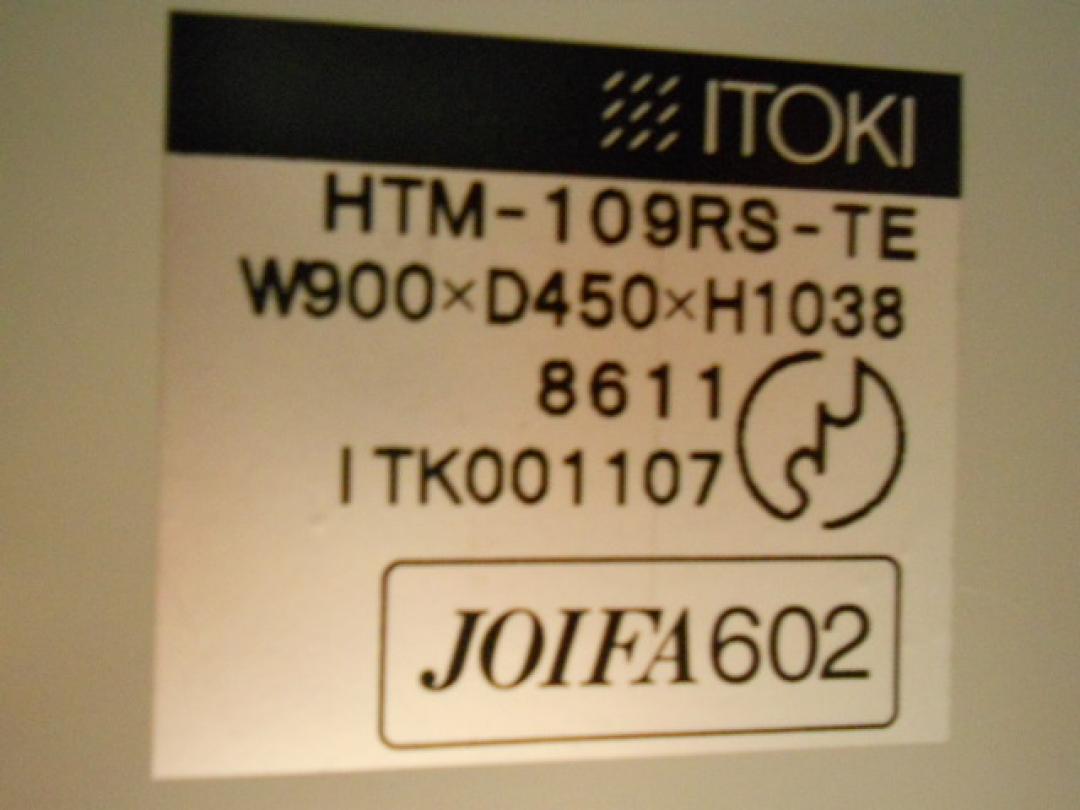 ITOKI
HTM-109RS-TE
W900×D450×H1038
8611
ITK001107
JOIFA602